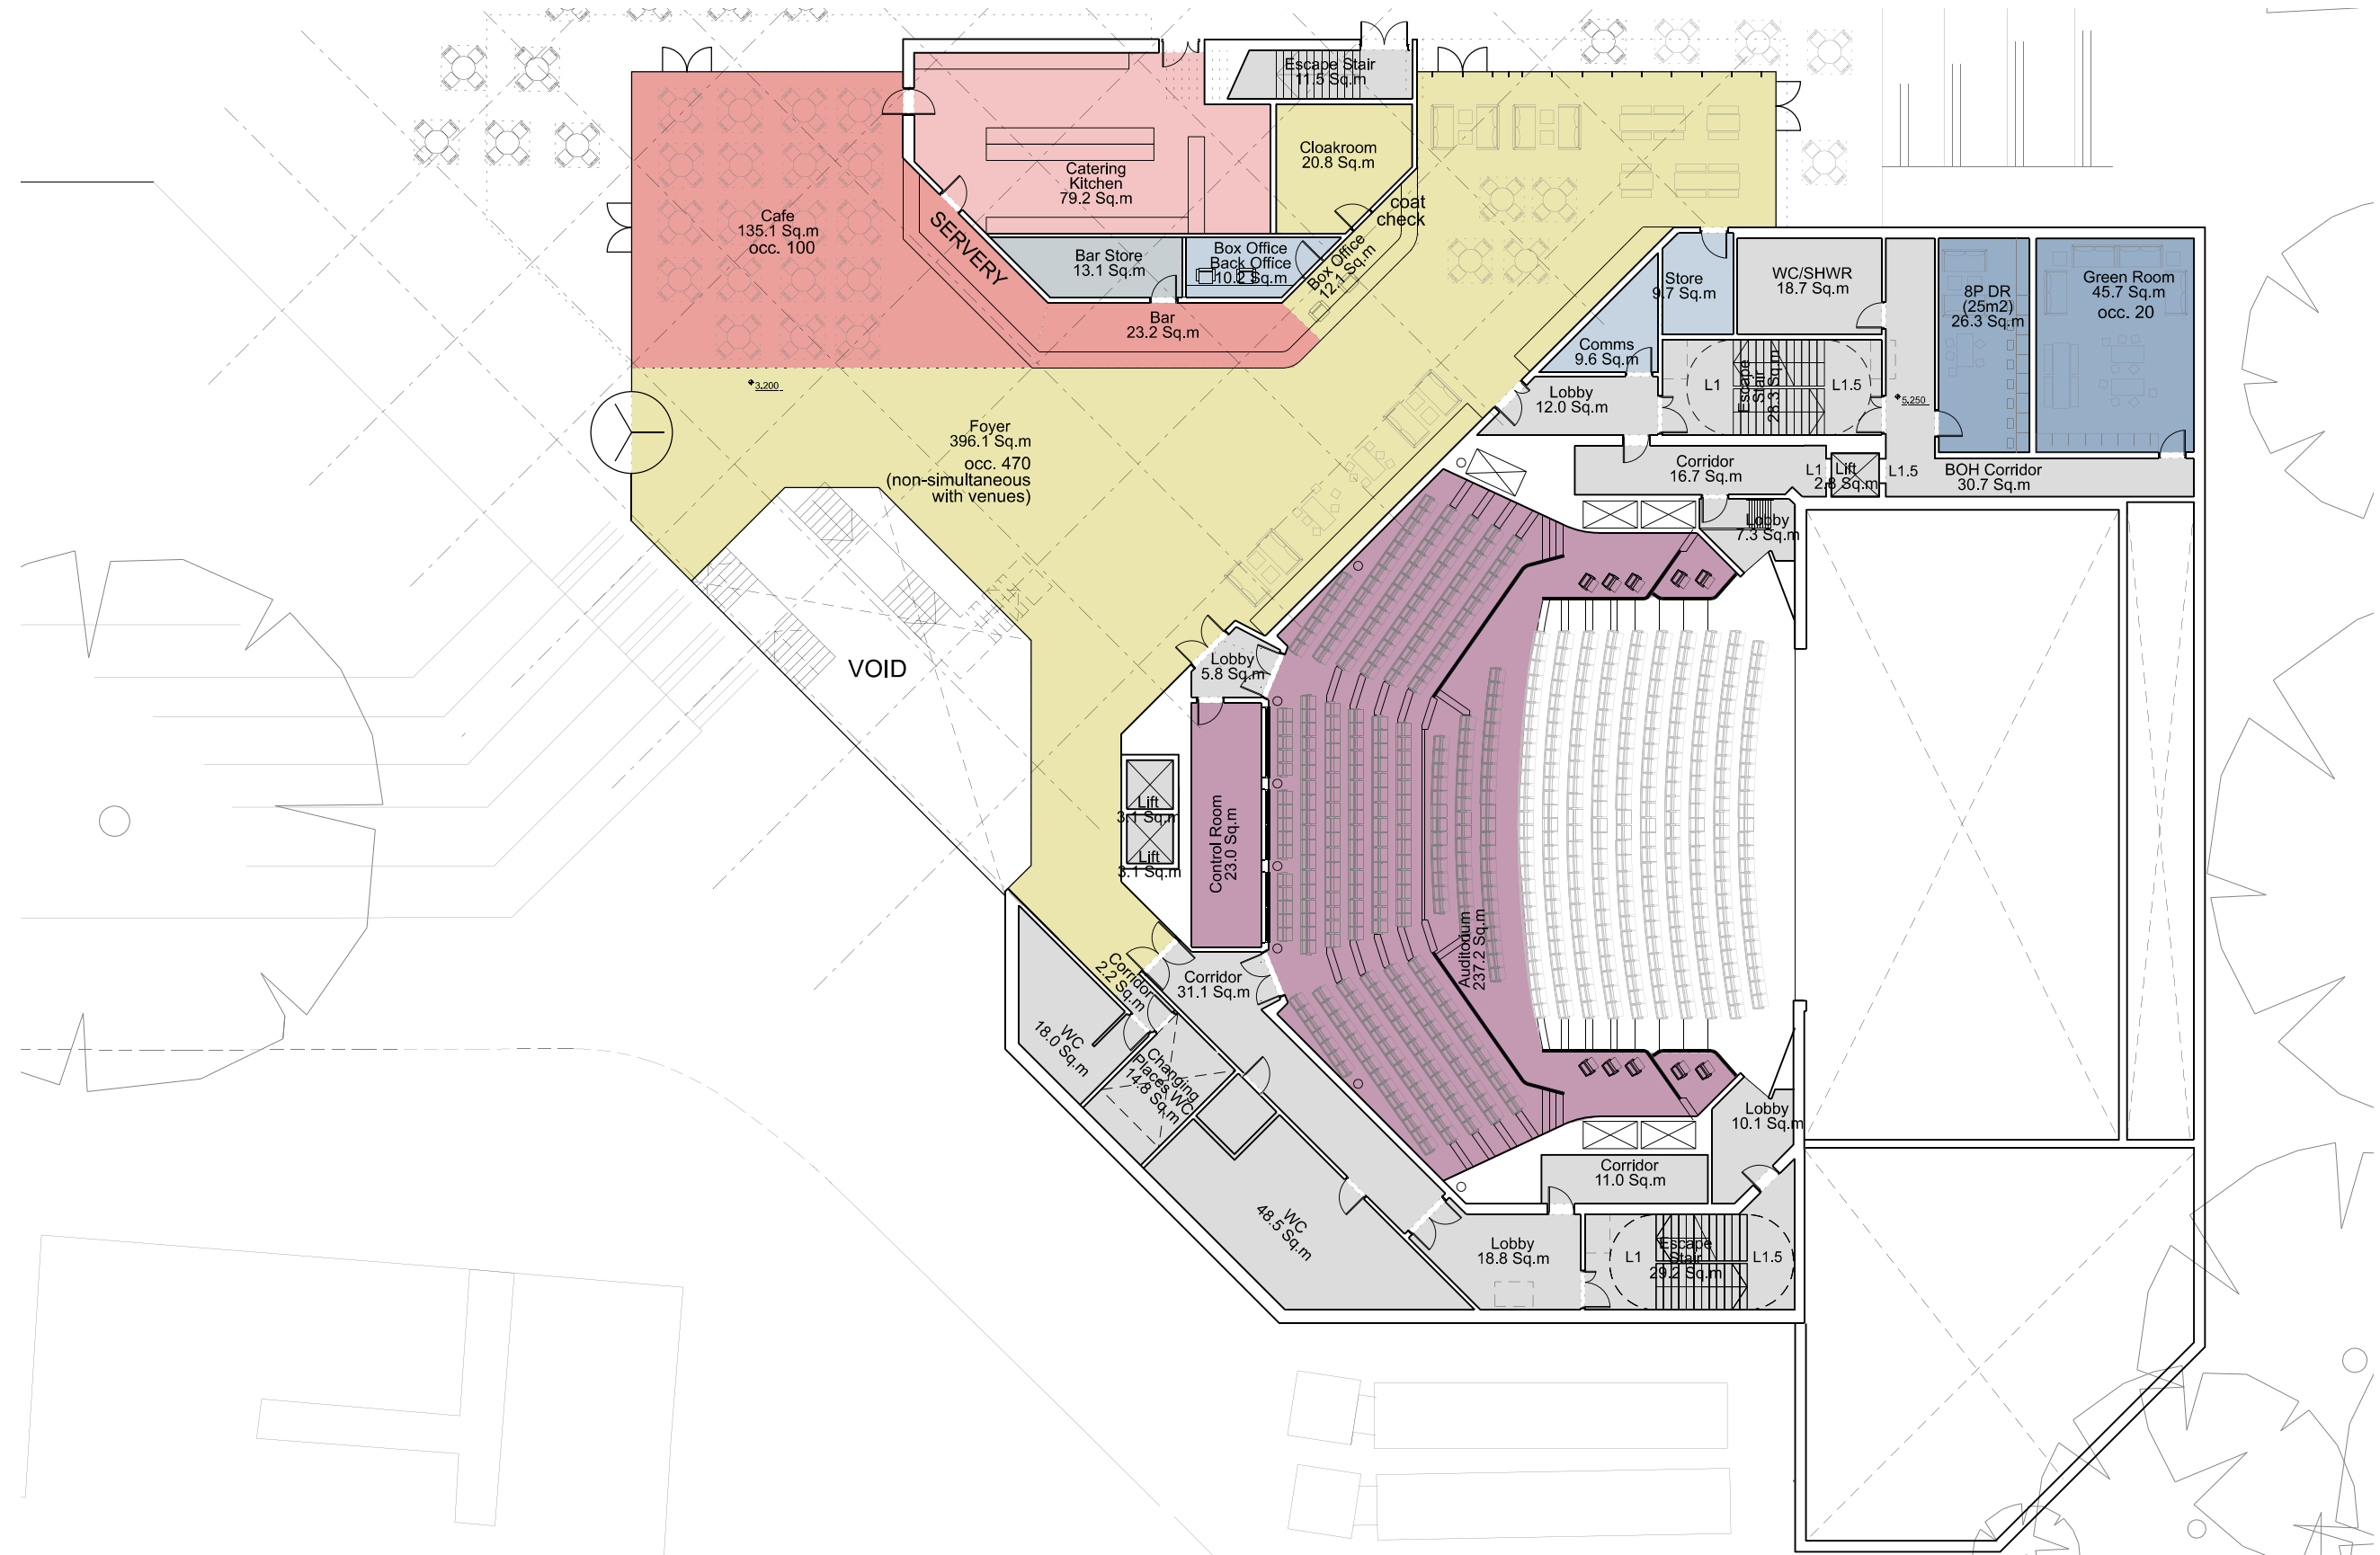 Escape Stair
11.5 Sq.m
Cloakroom
20.8 Sq.m
Catering
Kitchen
79.2 Sq.m
coat
check
Cafe
135.1 Sq.m
occ. 100
SERVERY
Bar Store
13.1 Sq.m
Box Office
Back Office
10.2 Sq.m
Box Office
12.1 Sq.m
Bar
23.2 Sq.m
Store
9.7 Sq.m
WC/SHWR
18.7 Sq.m
8P DR
(25m2)
26.3 Sq.m
Green Room
45.7 Sq.m
occ. 20
Comms
9.6 Sq.m
L1
Escape
Stair
28.3 Sq.m
L1.5
Lobby
12.0 Sq.m
3.200
5.250
Foyer
396.1 Sq.m
occ. 470
(non-simultaneous
with venues)
Corridor
16.7 Sq.m
L1
Lift
2.8 Sq.m
L1.5
BOH Corridor
30.7 Sq.m
Lobby
7.3 Sq.m
VOID
Lobby
5.8 Sq.m
Lift
3.1 Sq.m
Lift
3.1 Sq.m
Control Room
23.0 Sq.m
Auditorium
237.2 Sq.m
Corridor
2.2 Sq.m
Corridor
31.1 Sq.m
WC
18.0 Sq.m
Changing
Places WC
14.8 Sq.m
Lobby
10.1 Sq.m
Corridor
11.0 Sq.m
WC
48.5 Sq.m
Lobby
18.8 Sq.m
L1
Escape
Stair
29.2 Sq.m
L1.5